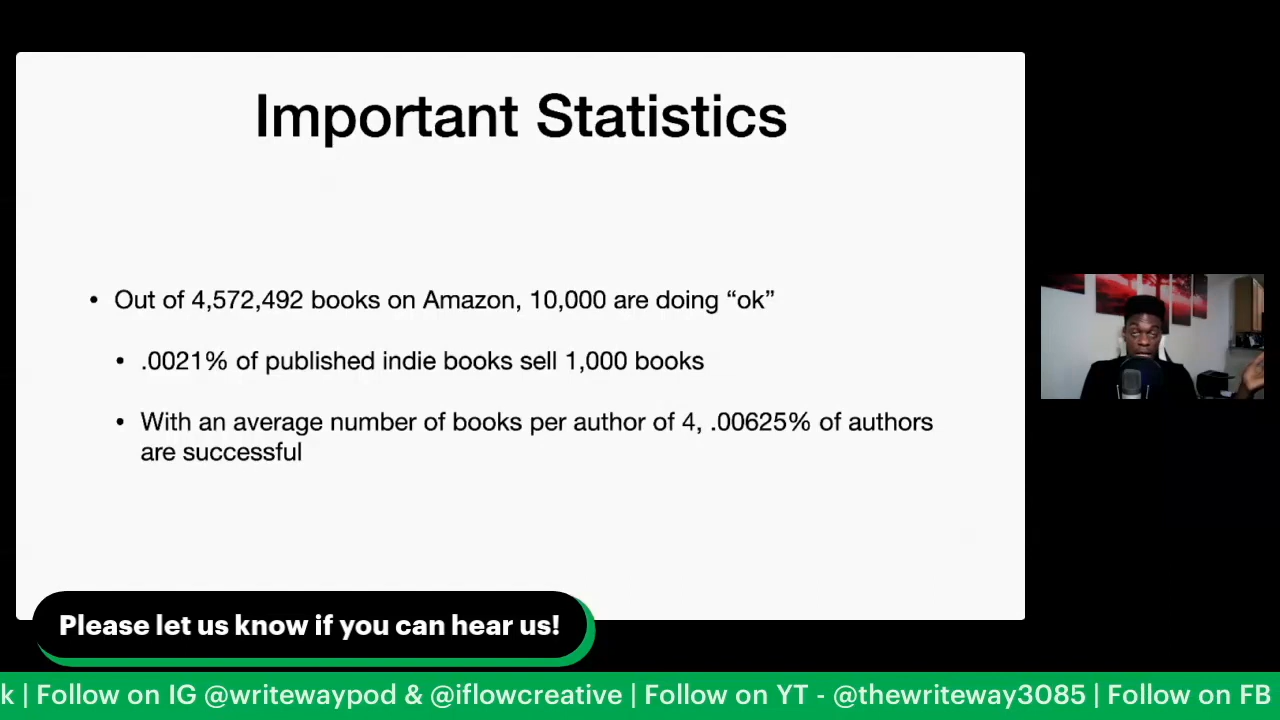 Important Statistics
• Out of 4,572,492 books on Amazon, 10,000 are doing “ok”
• .0021% of published indie books sell 1,000 books
• With an average number of books per author of 4, .00625% of authors
are successful
Please let us know if you can hear us!
k | Follow on IG @writewaypod & @iflowcreative | Follow on YT - @thewriteway3085 | Follow on FB